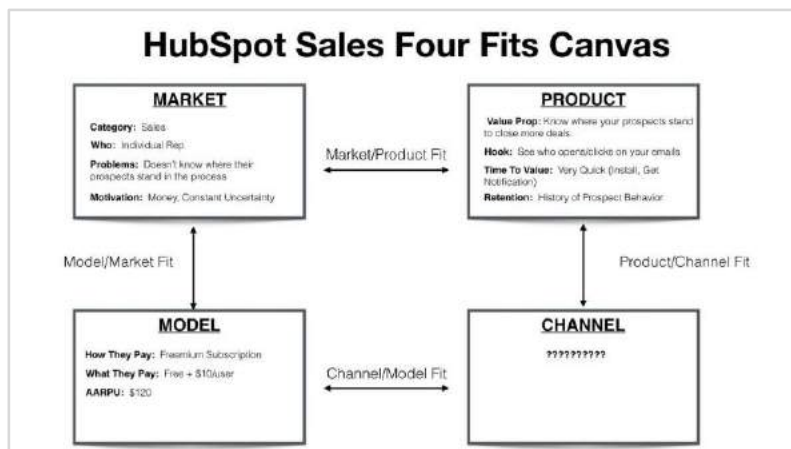 HubSpot Sales Four Fits Canvas
MARKET
Category: Sales
Who: Individual Rep
Problems: Doesn't know where their
prospects stand in the process
Motivation: Money, Constant Uncertainty
Market/Product Fit
PRODUCT
Value Prop: Know where your prospects stand
to close more deals.
Hook: See who opens/clicks on your emails
Time To Value: Very Quick (Install, Get
Notification)
Retention: History of Prospect Behavior
Model/Market Fit
Product/Channel Fit
MODEL
How They Pay: Freemium Subscription
What They Pay: Free + $10/user
AARPU: $120
Channel/Model Fit
CHANNEL
??????????